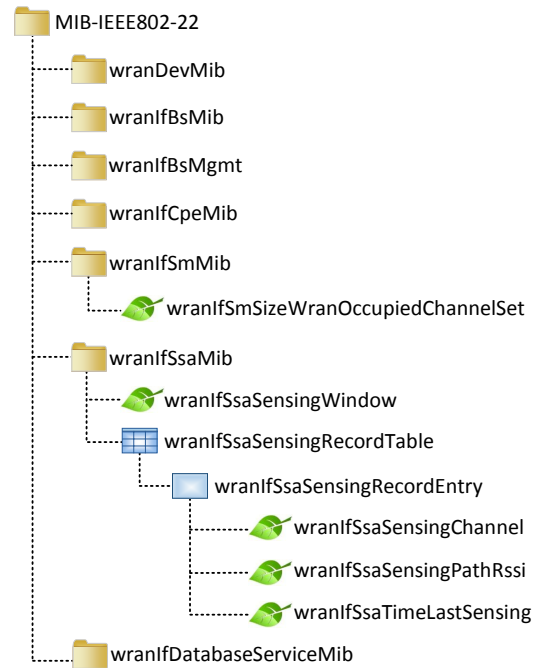 MIB-IEEE802-22
wranDevMib
wranIfBsMib
wranIfBsMgmt
wranIfCpeMib
wranIfSmMib
wranIfSmSizeWranOccupiedChannelSet
wranIfSsaMib
wranIfSsaSensingWindow
wranIfSsaSensingRecordTable
wranIfSsaSensingRecordEntry
wranIfSsaSensingChannel
wranIfSsaSensingPathRssi
wranIfSsaTimeLastSensing
wranIfDatabaseServiceMib